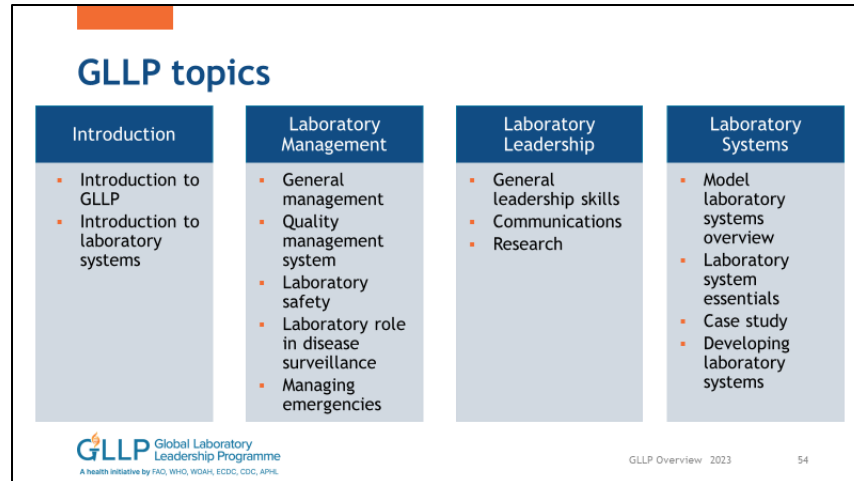 GLLP topics
Introduction
Introduction to
GLLP
Introduction to
laboratory
systems
Laboratory
Management
General
management
Quality
management
system
Laboratory
safety
Laboratory role
in disease
surveillance
Managing
emergencies
Laboratory
Leadership
General
leadership skills
Communications
Research
Laboratory
Systems
Model
laboratory
systems
overview
Laboratory
system
essentials
Case study
Developing
laboratory
systems
GLLP Global Laboratory
Leadership Programme
A health initiative by FAO, WHO, WOAH, ECDC, CDC, APHL
GLLP Overview 2023
54